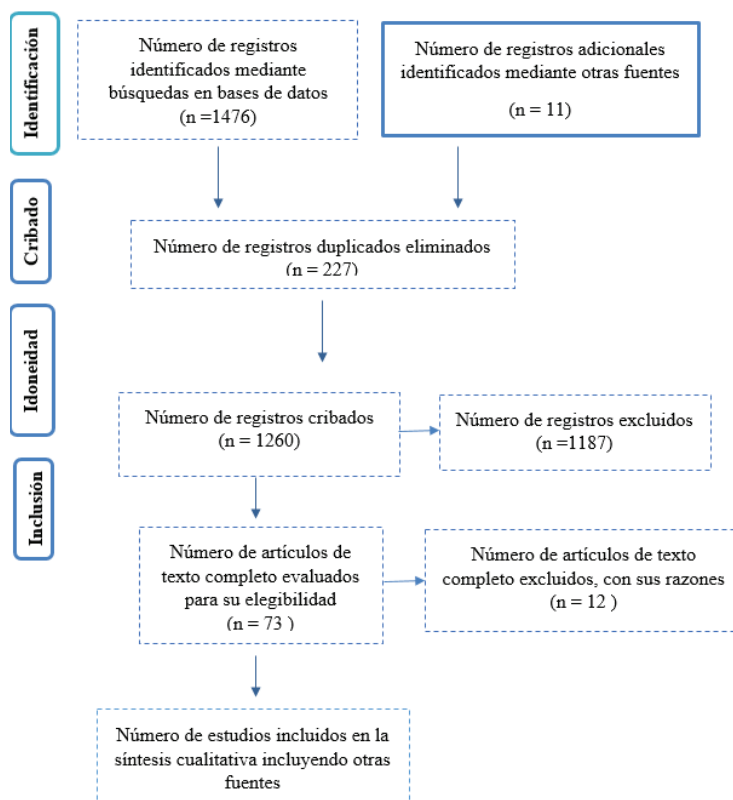 Identificación
Número de registros
identificados mediante
búsquedas en bases de datos
(n =1476)
Número de registros adicionales
identificados mediante otras fuentes
(n = 11)
Cribado
Número de registros duplicados eliminados
(n = 227)
Idoneidad
Número de registros cribados
(n = 1260)
Número de registros excluidos
(n =1187)
Inclusión
Número de artículos de
texto completo evaluados
para su elegibilidad
(n = 73 )
Número de artículos de texto
completo excluidos, con sus razones
(n = 12 )
Número de estudios incluidos en la
síntesis cualitativa incluyendo otras
fuentes